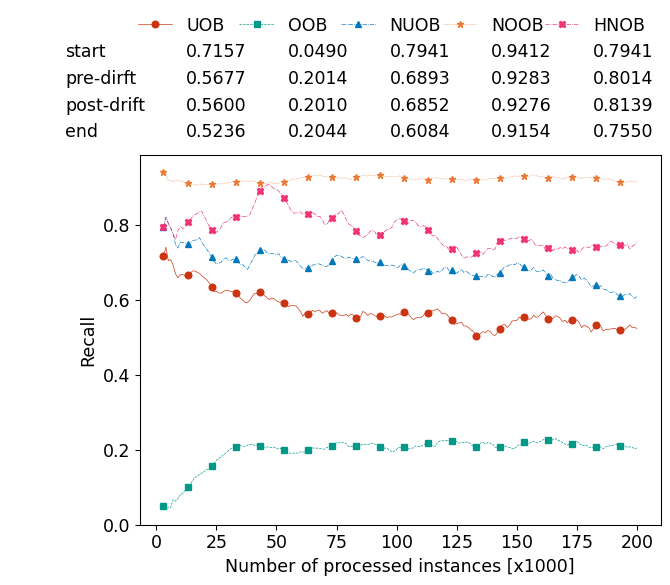 UOB OOB NUOB NOOB HNOB
start 0.7157 0.0490 0.7941 0.9412 0.7941
pre-dirft 0.5677 0.2014 0.6893 0.9283 0.8014
post-drift 0.5600 0.2010 0.6852 0.9276 0.8139
end 0.5236 0.2044 0.6084 0.9154 0.7550
Recall
0.8
0.6
0.4
0.2
0.0
0 25 50 75 100 125 150 175 200
Number of processed instances [x1000]